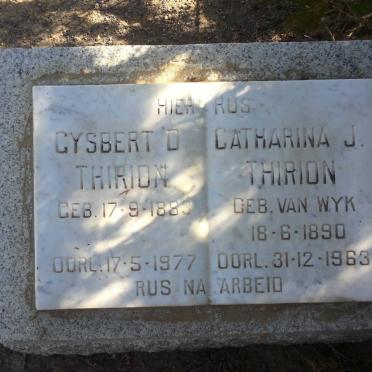 HIER RUS
GYSBERT D
THIRION
GEB. 17-9-188
OORL. 17-5-1977
CATHARINA J.
THIRION
GEB. VAN WYK
18-6-1890
OORL. 31-12-1963
RUS NA ARBEID